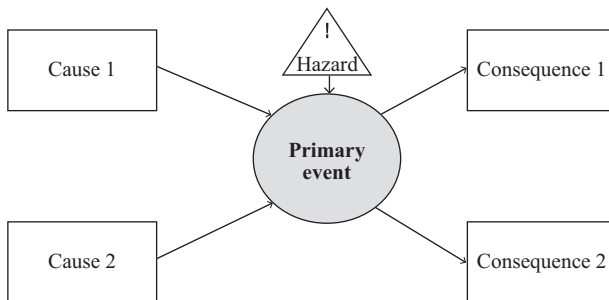 !
Hazard
Cause 1
Consequence 1
Primary
event
Cause 2
Consequence 2